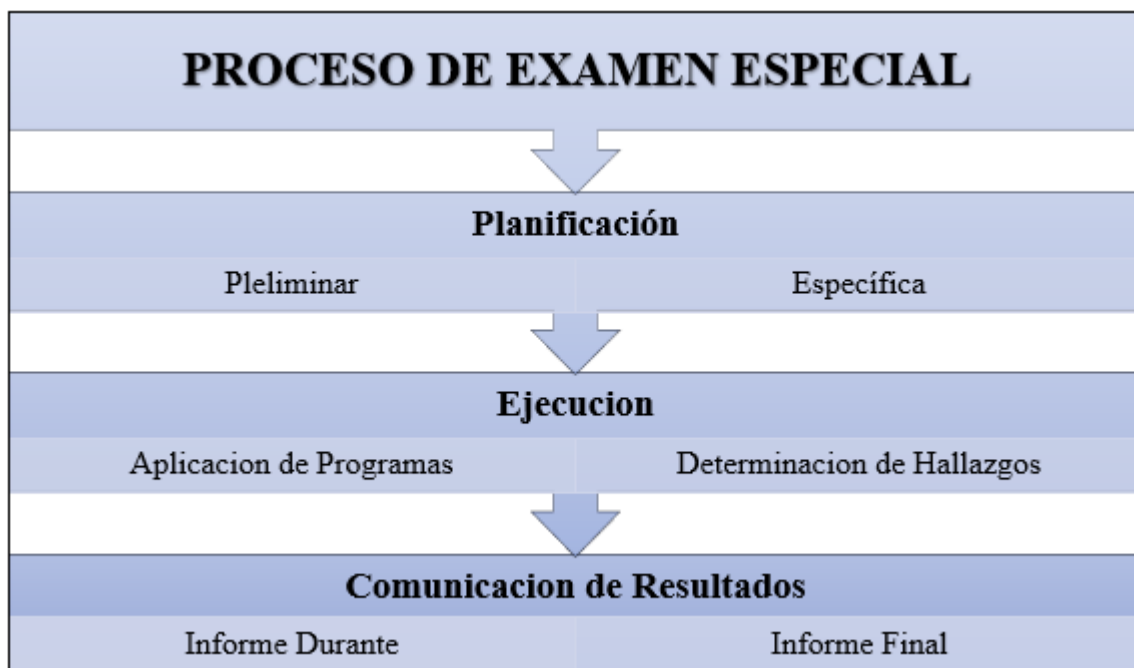 PROCESO DE EXAMEN ESPECIAL
Planificación
Pleliminar
Específica
Ejecucion
Aplicacion de Programas
Determinacion de Hallazgos
Comunicacion de Resultados
Informe Durante
Informe Final